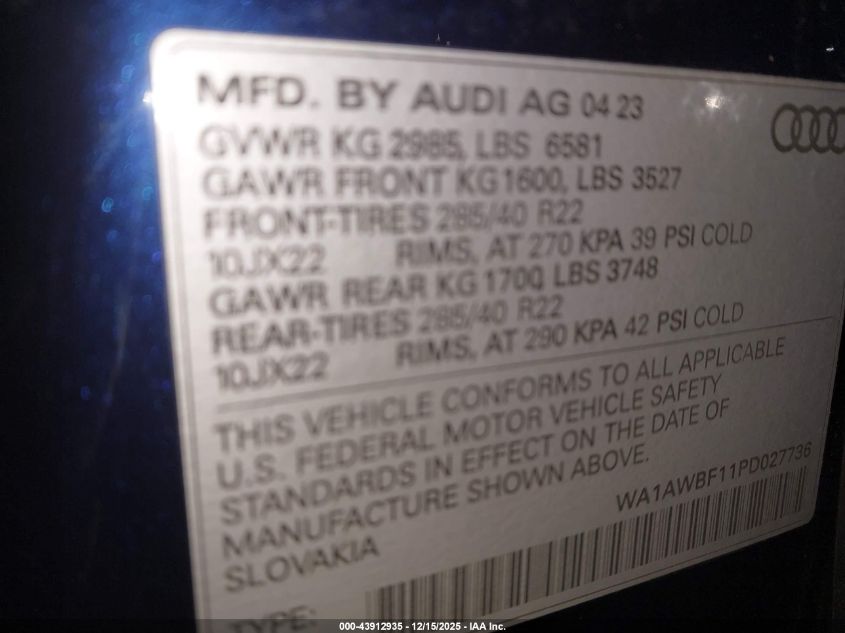 MFD. BY AUDI AG 04 23
GVWR KG 2985, LBS 6581
GAWR FRONT KG 1600, LBS 3527
FRONT-TIRES 285/40 R22
10JX22 RIMS, AT 270 KPA 39 PSI COLD
GAWR REAR KG 1700, LBS 3748
REAR-TIRES 285/40 R22
10JX22 RIMS, AT 290 KPA 42 PSI COLD
THIS VEHICLE CONFORMS TO ALL APPLICABLE
U.S. FEDERAL MOTOR VEHICLE SAFETY
STANDARDS IN EFFECT ON THE DATE OF
MANUFACTURE SHOWN ABOVE.
SLOVAKIA
WA1AWBF11PD027736
TYPE:
000-43912935 - 12/15/2025 - IAA Inc.